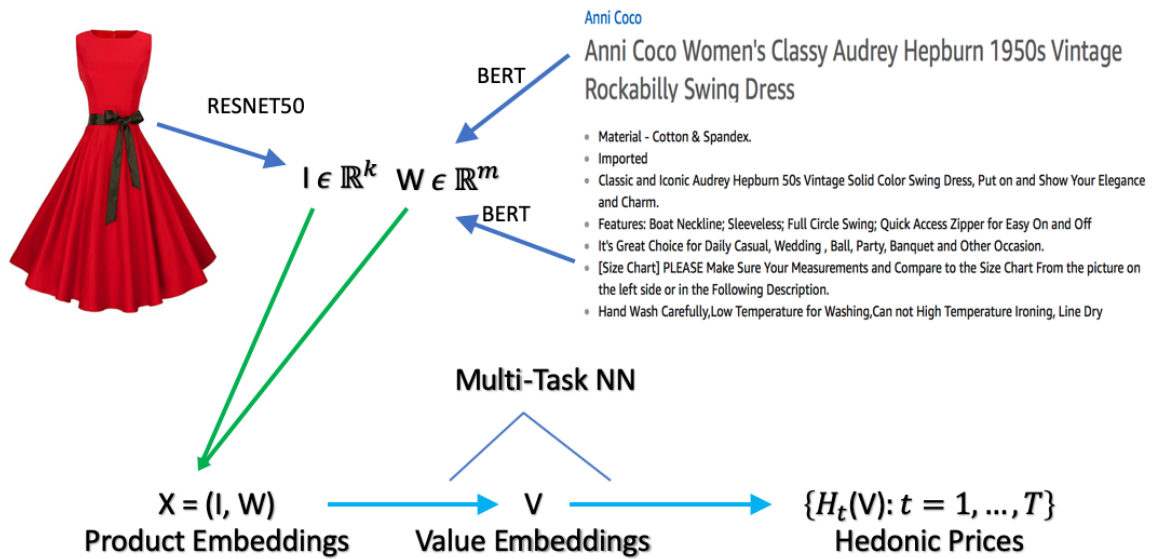 Anni Coco
Anni Coco Women's Classy Audrey Hepburn 1950s Vintage
Rockabilly Swing Dress
BERT
RESNET50
Material - Cotton & Spandex.
Imported
Classic and Iconic Audrey Hepburn 50s Vintage Solid Color Swing Dress, Put on and Show Your Elegance
and Charm.
Features: Boat Neckline; Sleeveless; Full Circle Swing; Quick Access Zipper for Easy On and Off
It's Great Choice for Daily Casual, Wedding , Ball, Party, Banquet and Other Occasion.
[Size Chart] PLEASE Make Sure Your Measurements and Compare to the Size Chart From the picture on
the left side or in the Following Description.
Hand Wash Carefully,Low Temperature for Washing,Can not High Temperature Ironing, Line Dry
I ϵ ℝ^k W ϵ ℝ^m
BERT
Multi-Task NN
X = (I, W)
Product Embeddings
V
Value Embeddings
{H_t(V): t = 1, ..., T}
Hedonic Prices